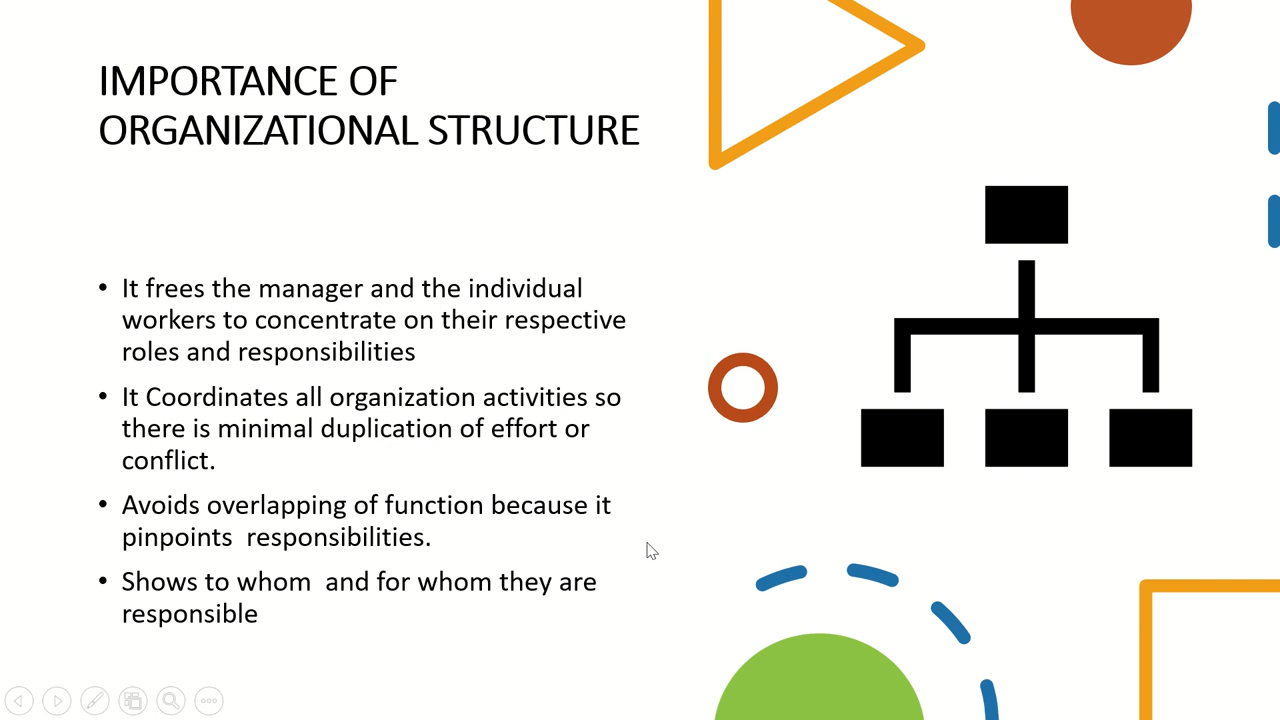 IMPORTANCE OF
ORGANIZATIONAL STRUCTURE
• It frees the manager and the individual
workers to concentrate on their respective
roles and responsibilities
• It Coordinates all organization activities so
there is minimal duplication of effort or
conflict.
• Avoids overlapping of function because it
pinpoints  responsibilities.
• Shows to whom  and for whom they are
responsible